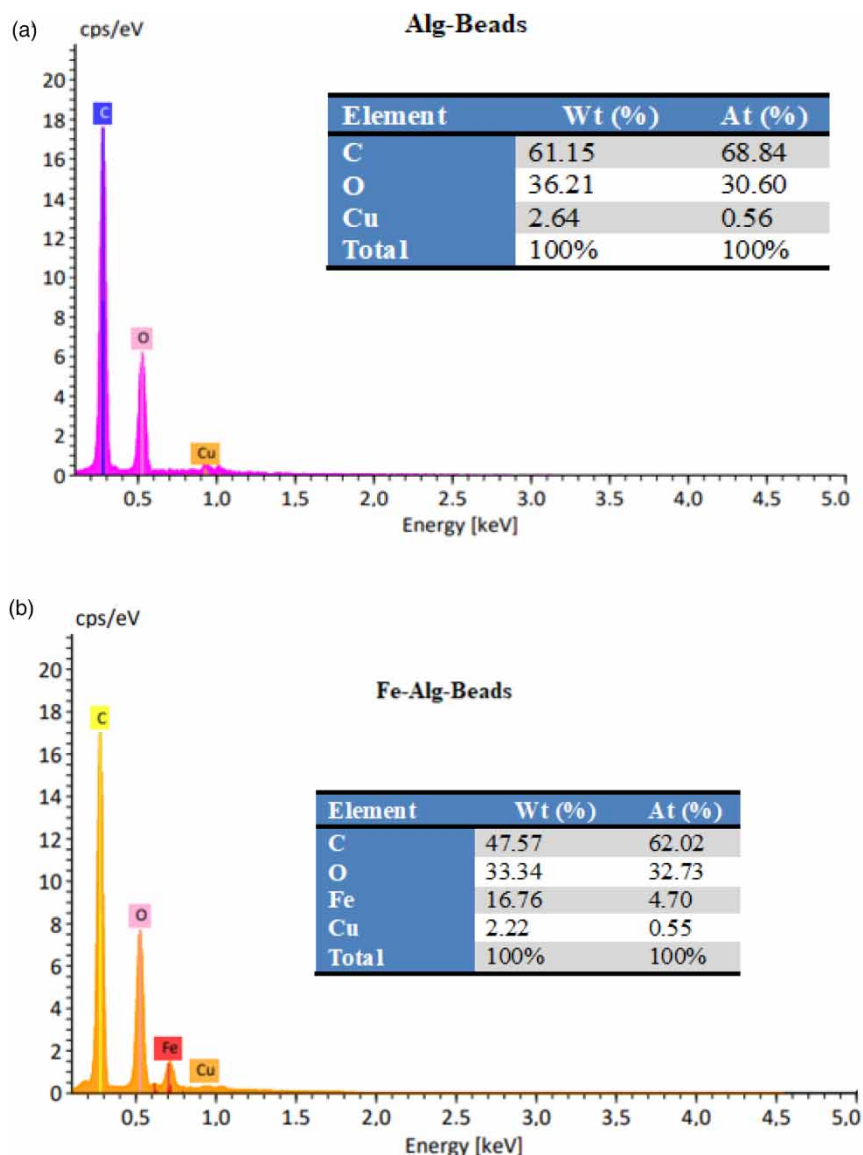 (a)
cps/eV
Alg-Beads
20
18
16
14
12
10
8
6
4
2
0
C
O
Cu
Element Wt (%) At (%)
C 61.15 68.84
O 36.21 30.60
Cu 2.64 0.56
Total 100% 100%
0,5 1,0 1,5 2,0 2,5 3,0 3,5 4,0 4,5 5,0
Energy [keV]
(b)
cps/eV
Fe-Alg-Beads
20
18
16
14
12
10
8
6
4
2
0
C
O
Fe
Cu
Element Wt (%) At (%)
C 47.57 62.02
O 33.34 32.73
Fe 16.76 4.70
Cu 2.22 0.55
Total 100% 100%
0,5 1,0 1,5 2,0 2,5 3,0 3,5 4,0 4,5 5,0
Energy [keV]